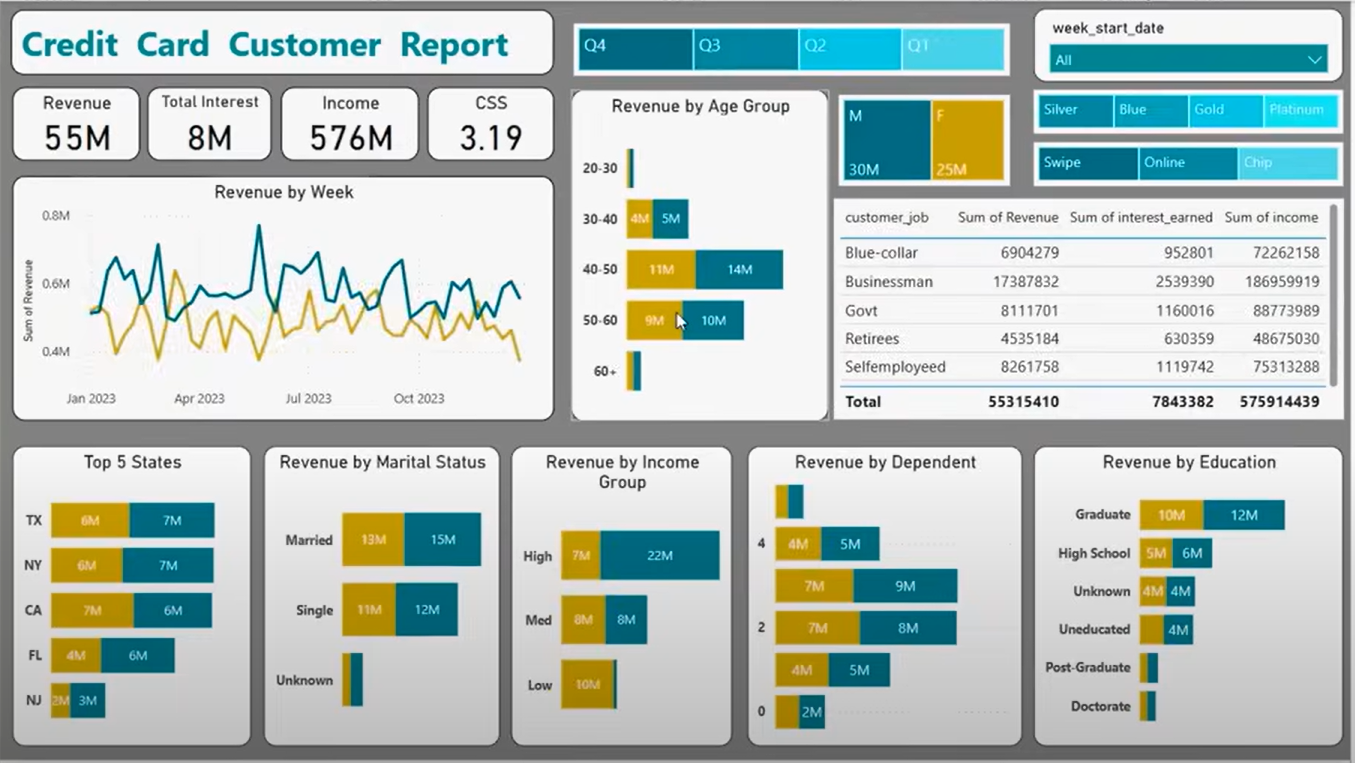 Credit Card Customer Report
Q4 Q3 Q2 Q1
week_start_date
All
Revenue
55M
Total Interest
8M
Income
576M
CSS
3.19
Silver Blue Gold Platinum
Swipe Online Chip
M F
30M 25M
Revenue by Week
Sum of Revenue
0.8M
0.6M
0.4M
Jan 2023 Apr 2023 Jul 2023 Oct 2023
Revenue by Age Group
20-30
30-40 4M 5M
40-50 11M 14M
50-60 9M 10M
60+
customer_job Sum of Revenue Sum of interest_earned Sum of income
Blue-collar 6904279 952801 72262158
Businessman 17387832 2539390 186959919
Govt 8111701 1160016 88773989
Retirees 4535184 630359 48675030
Selfemployeed 8261758 1119742 75313288
Total 55315410 7843382 575914439
Top 5 States
TX 6M 7M
NY 6M 7M
CA 7M 6M
FL 4M 6M
NJ 2M 3M
Revenue by Marital Status
Married 13M 15M
Single 11M 12M
Unknown
Revenue by Income
Group
High 7M 22M
Med 8M 8M
Low 10M
Revenue by Dependent
4 4M 5M
7M 9M
2 7M 8M
4M 5M
0 2M
Revenue by Education
Graduate 10M 12M
High School 5M 6M
Unknown 4M 4M
Uneducated 4M
Post-Graduate
Doctorate